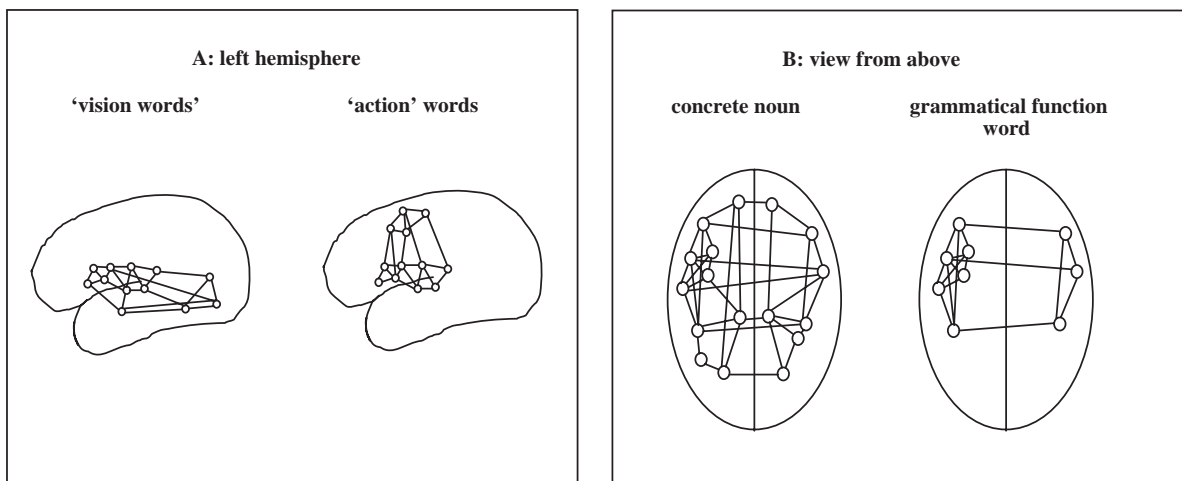 A: left hemisphere
‘vision words’
‘action’ words
B: view from above
concrete noun
grammatical function
word